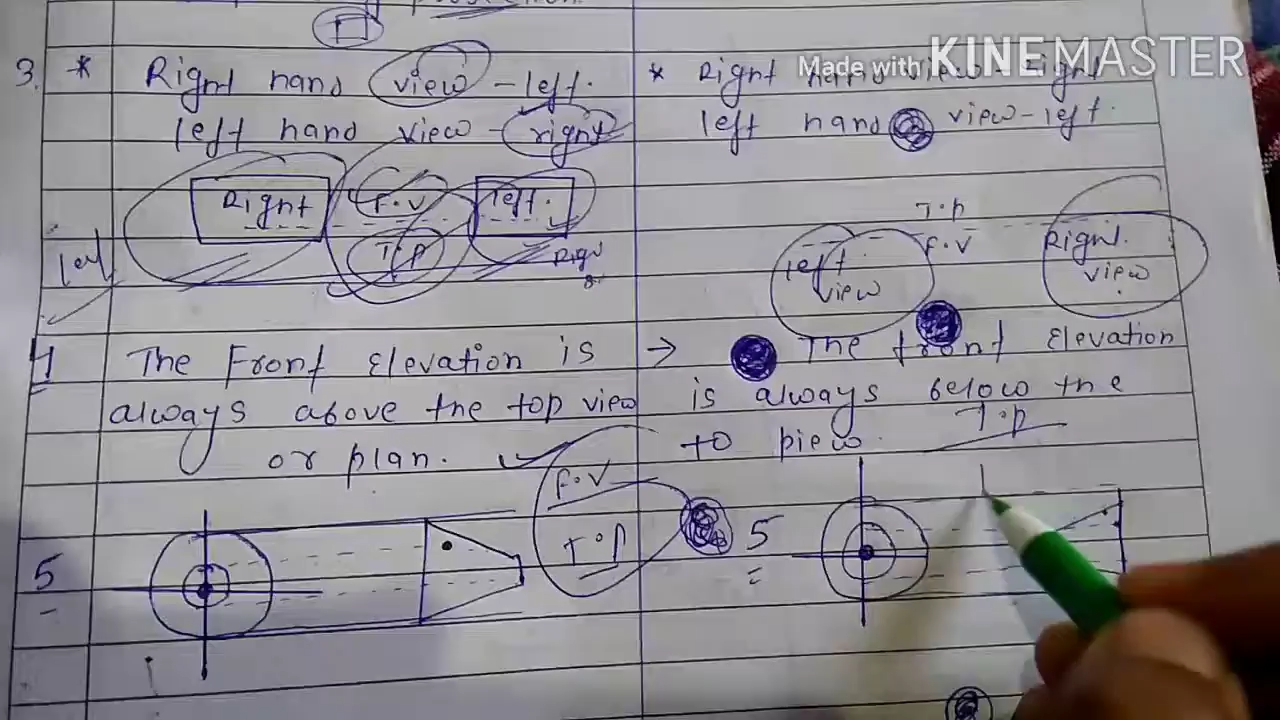 Made with KINEMASTER
3. * Right hand view - left.
left hand view - right
Right F.V left.
left T.P Right
* Right hand view - right
left hand view - left.
T.P
left F.V Right.
view view
4 The Front Elevation is
always above the top view
or plan.
F.V
T.P
→ The front Elevation
is always below the
T.P
to piew.
5
5